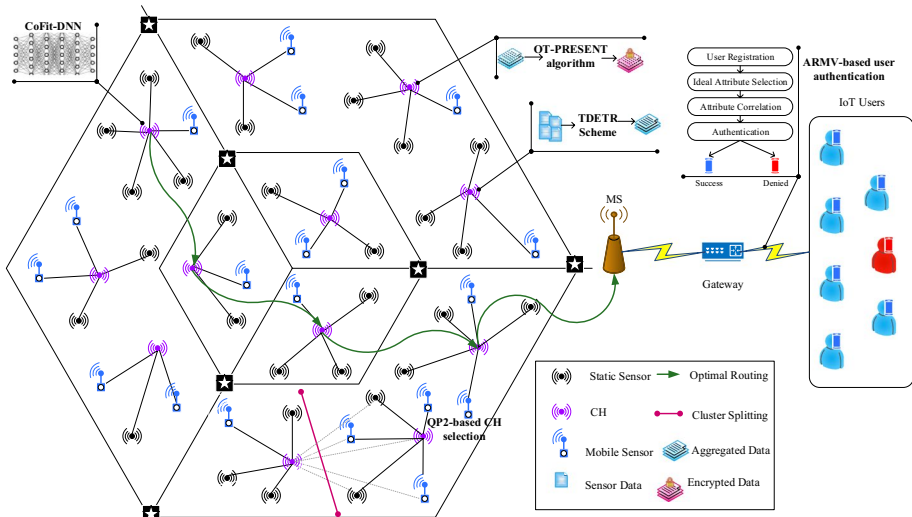 CoFit-DNN
QT-PRESENT
algorithm
TDETR
Scheme
User Registration
Ideal Attribute Selection
Attribute Correlation
Authentication
Success
Denied
ARMV-based user
authentication
IoT Users
MS
Gateway
QP2-based CH
selection
Static Sensor
Optimal Routing
CH
Cluster Splitting
Mobile Sensor
Aggregated Data
Sensor Data
Encrypted Data